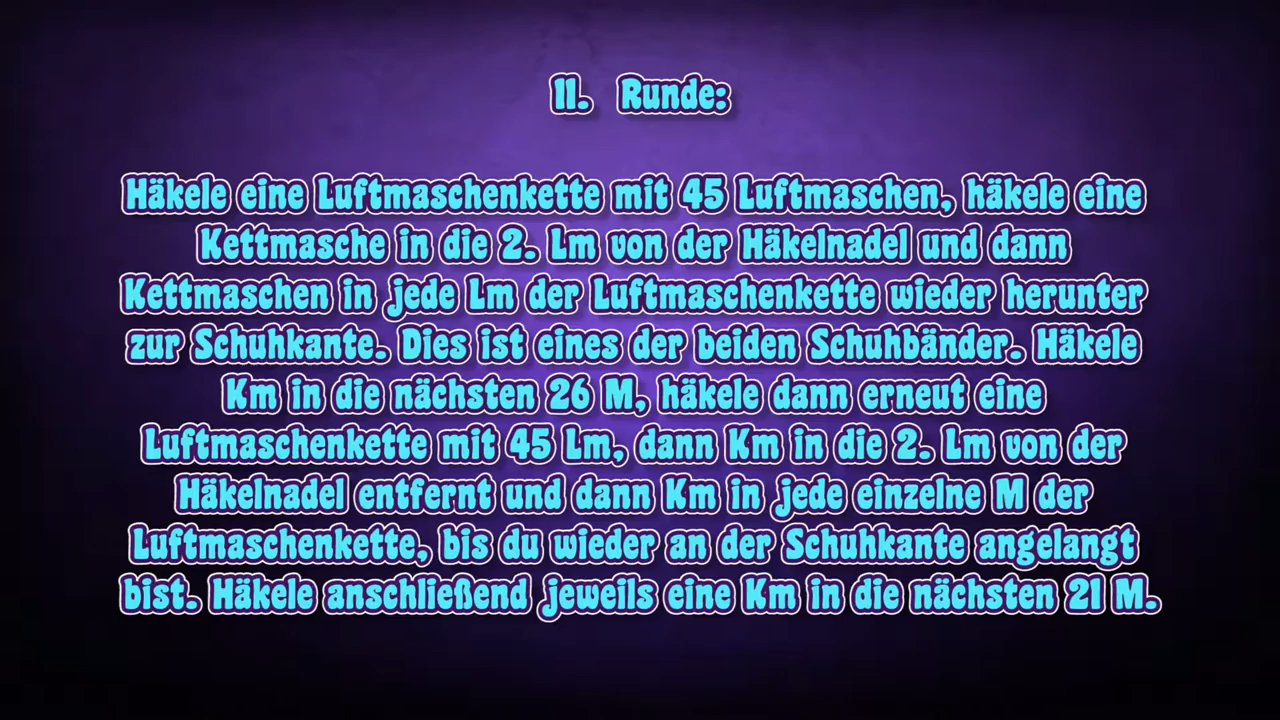 11. Runde:
Häkele eine Luftmaschenkette mit 45 Luftmaschen, häkele eine
Kettmasche in die 2. Lm von der Häkelnadel und dann
Kettmaschen in jede Lm der Luftmaschenkette wieder herunter
zur Schuhkante. Dies ist eines der beiden Schuhbänder. Häkele
Km in die nächsten 26 M, häkele dann erneut eine
Luftmaschenkette mit 45 Lm, dann Km in die 2. Lm von der
Häkelnadel entfernt und dann Km in jede einzelne M der
Luftmaschenkette, bis du wieder an der Schuhkante angelangt
bist. Häkele anschließend jeweils eine Km in die nächsten 21 M.